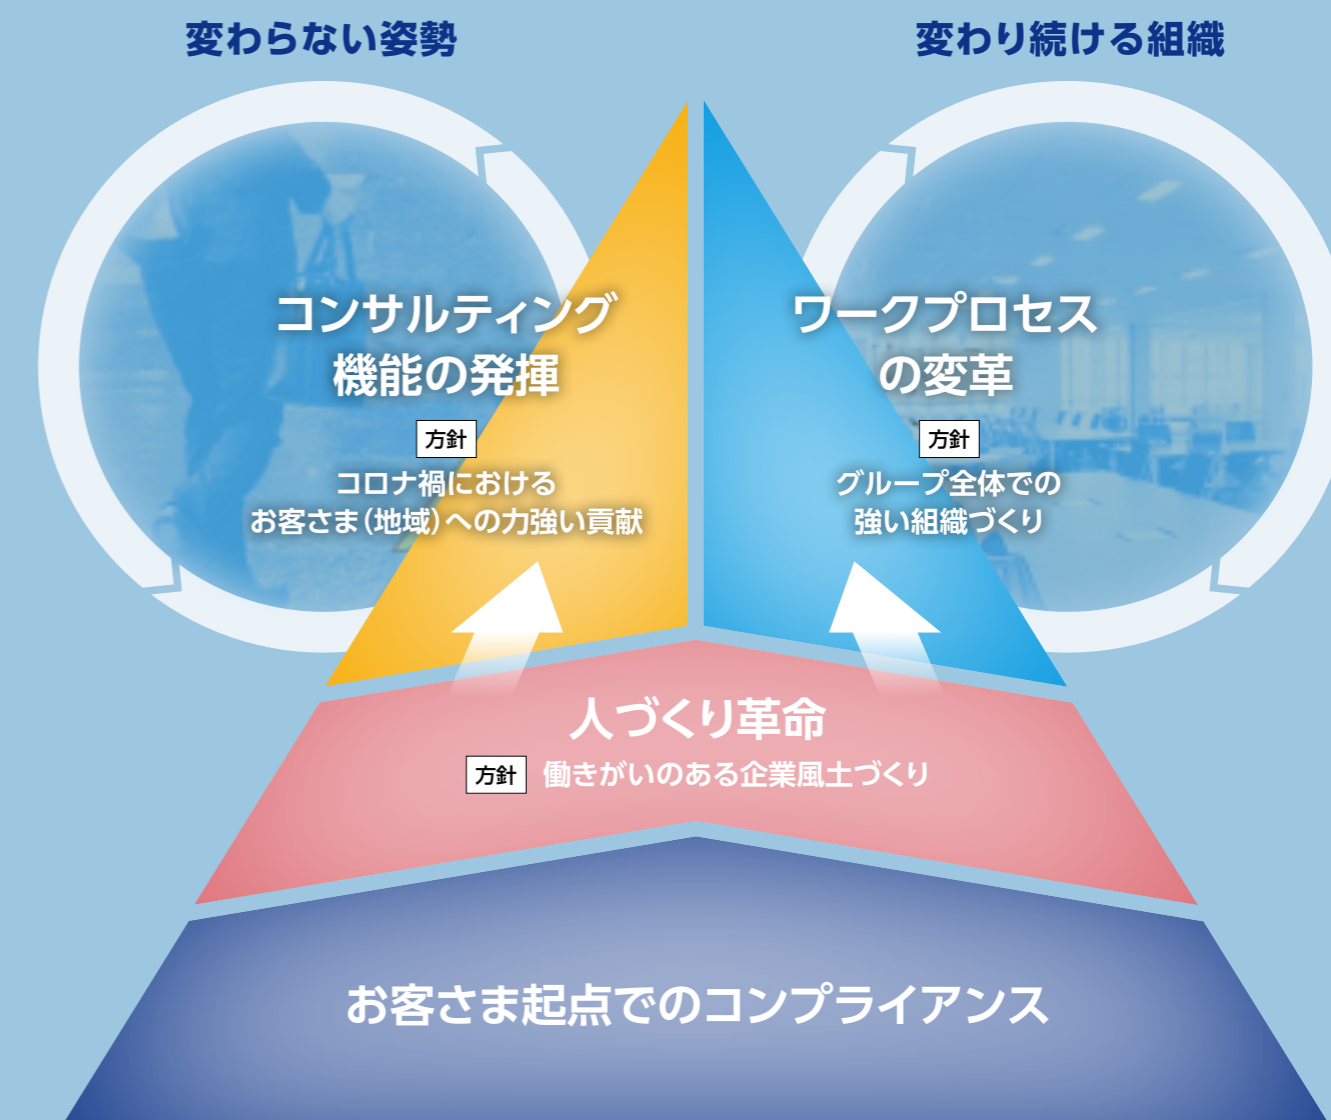 変わらない姿勢
変わり続ける組織
コンサルティング
機能の発揮
方針
コロナ禍における
お客さま（地域）への力強い貢献
ワークプロセス
の変革
方針
グループ全体での
強い組織づくり
人づくり革命
方針 働きがいのある企業風土づくり
お客さま起点でのコンプライアンス